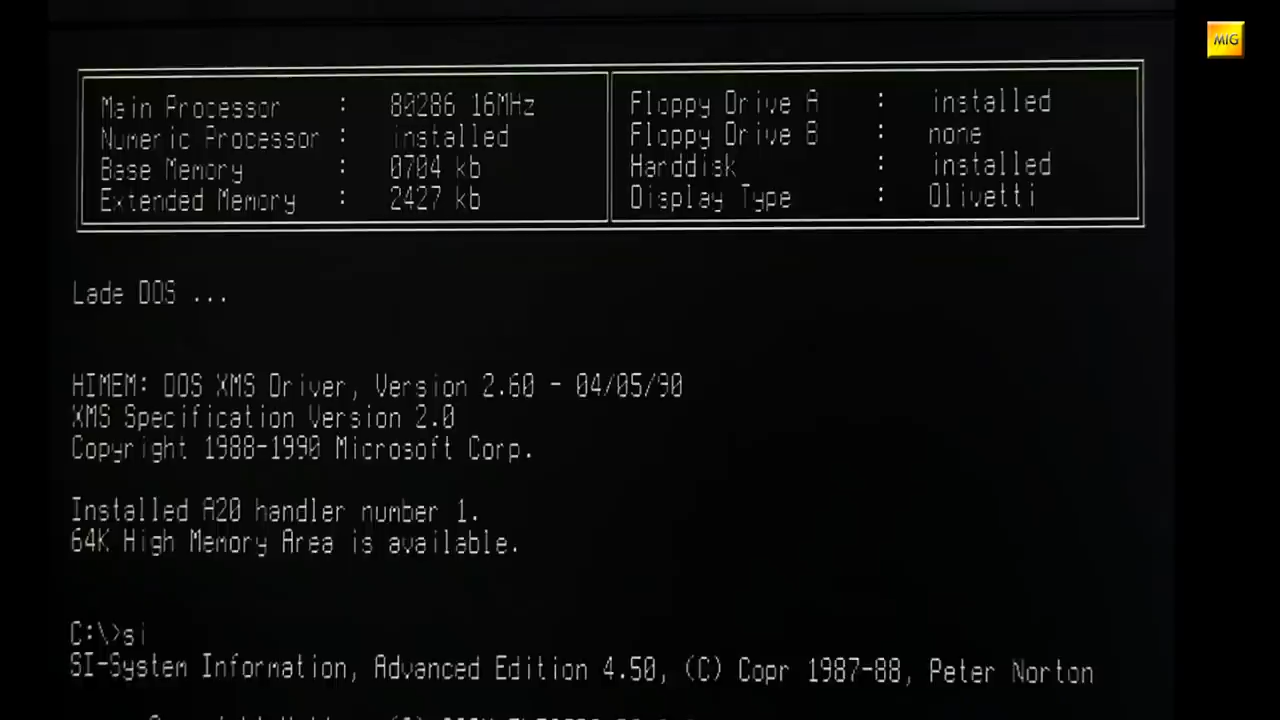 MIG
Main Processor : 80286 16MHz Floppy Drive A : installed
Numeric Processor : installed Floppy Drive B : none
Base Memory : 0704 kb Harddisk : installed
Extended Memory : 2427 kb Display Type : Olivetti
Lade DOS ...
HIMEM: DOS XMS Driver, Version 2.60 - 04/05/90
XMS Specification Version 2.0
Copyright 1988-1990 Microsoft Corp.
Installed A20 handler number 1.
64K High Memory Area is available.
C:\>si
SI-System Information, Advanced Edition 4.50, (C) Copr 1987-88, Peter Norton